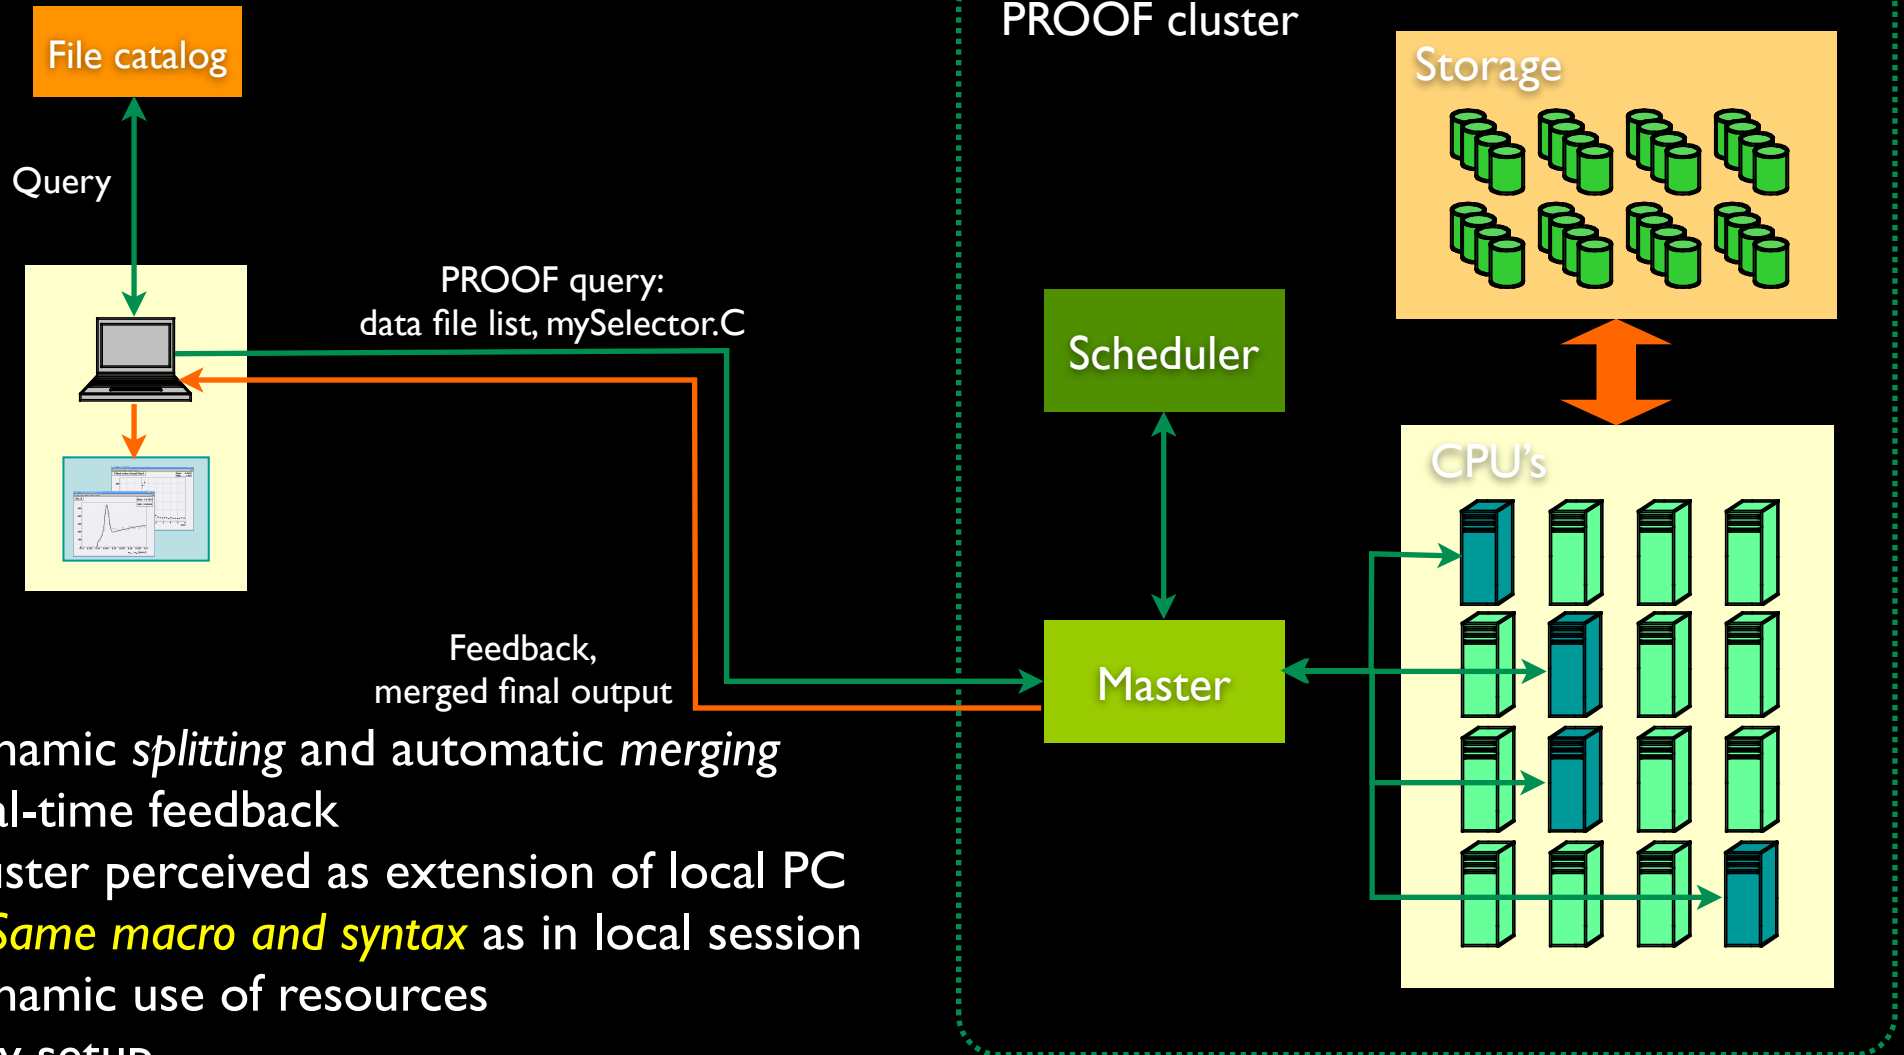 File catalog
Query
PROOF query:
data file list, mySelector.C
Feedback,
merged final output
PROOF cluster
Storage
Scheduler
CPU's
Master
namic splitting and automatic merging
al-time feedback
uster perceived as extension of local PC
Same macro and syntax as in local session
namic use of resources
setup